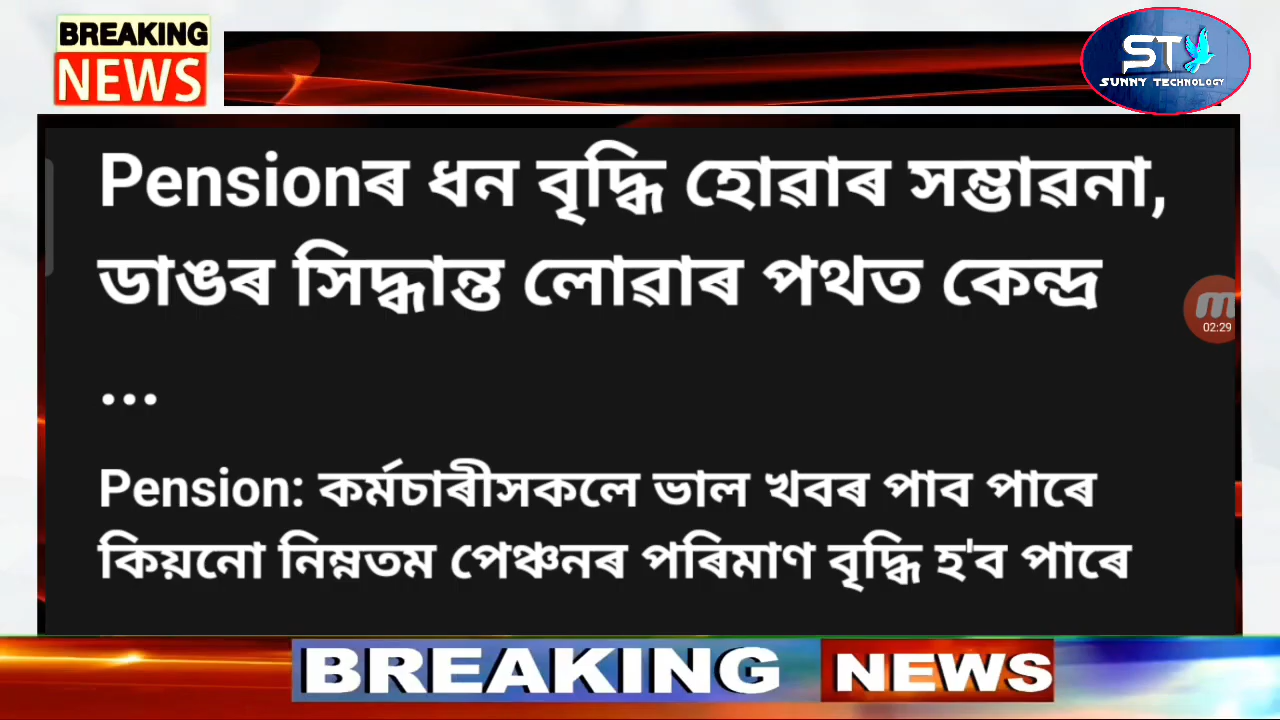 BREAKING
NEWS
ST
SUNNY TECHNOLOGY
Pensionৰ ধন বৃদ্ধি হোৱাৰ সম্ভাৱনা,
ডাঙৰ সিদ্ধান্ত লোৱাৰ পথত কেন্দ্ৰ
...
02:29
Pension: কৰ্মচাৰীসকলে ভাল খবৰ পাব পাৰে
কিয়নো নিম্নতম পেঞ্চনৰ পৰিমাণ বৃদ্ধি হ'ব পাৰে
BREAKING NEWS